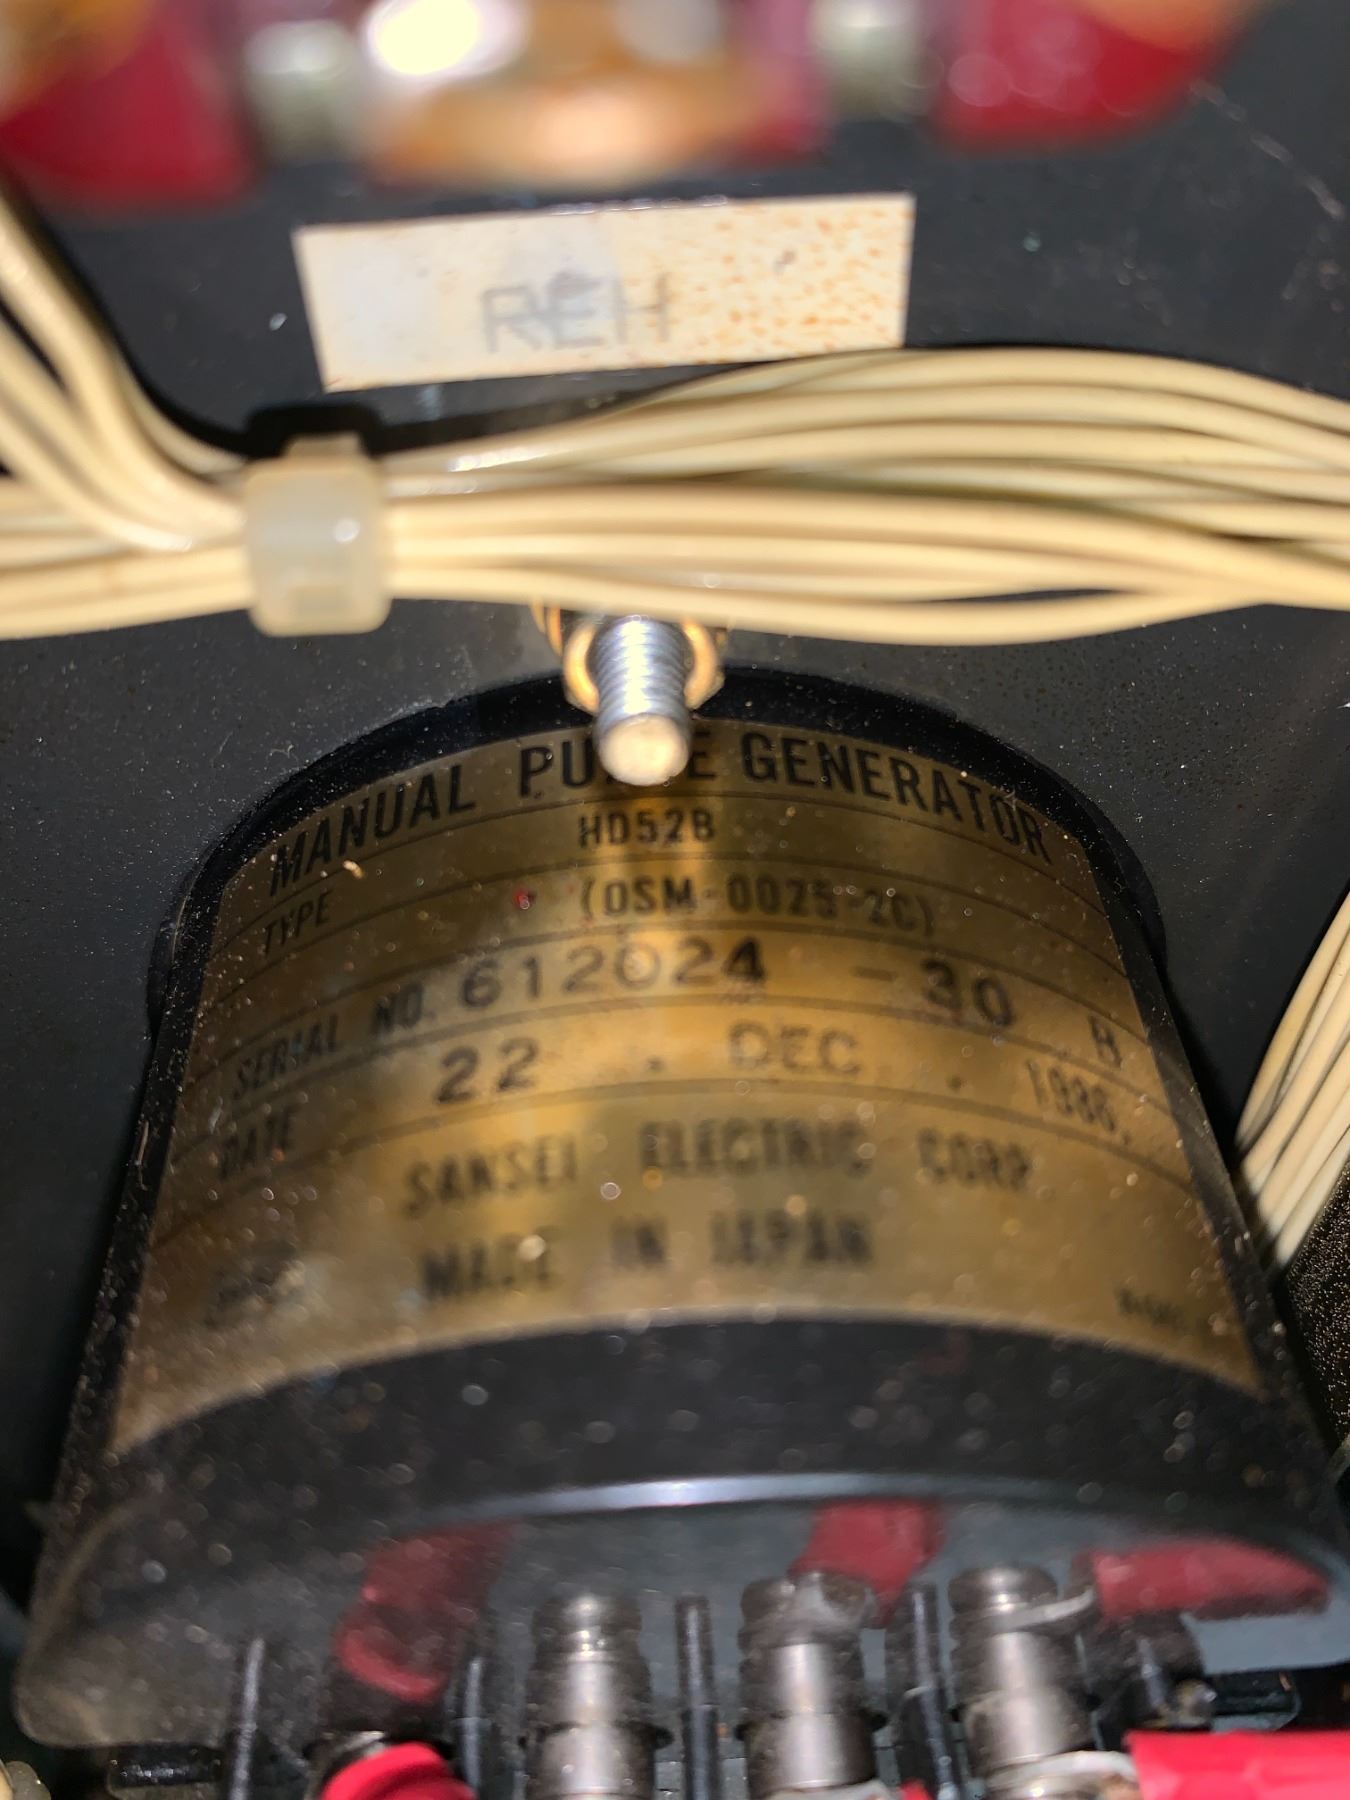 REH
MANUAL PULSE GENERATOR
TYPE HD52B
(OSM-0025-2C)
SERIAL NO. 612024 -30 B
DATE 22 . DEC . 1986.
SANSEI ELECTRIC CORP
MADE IN JAPAN